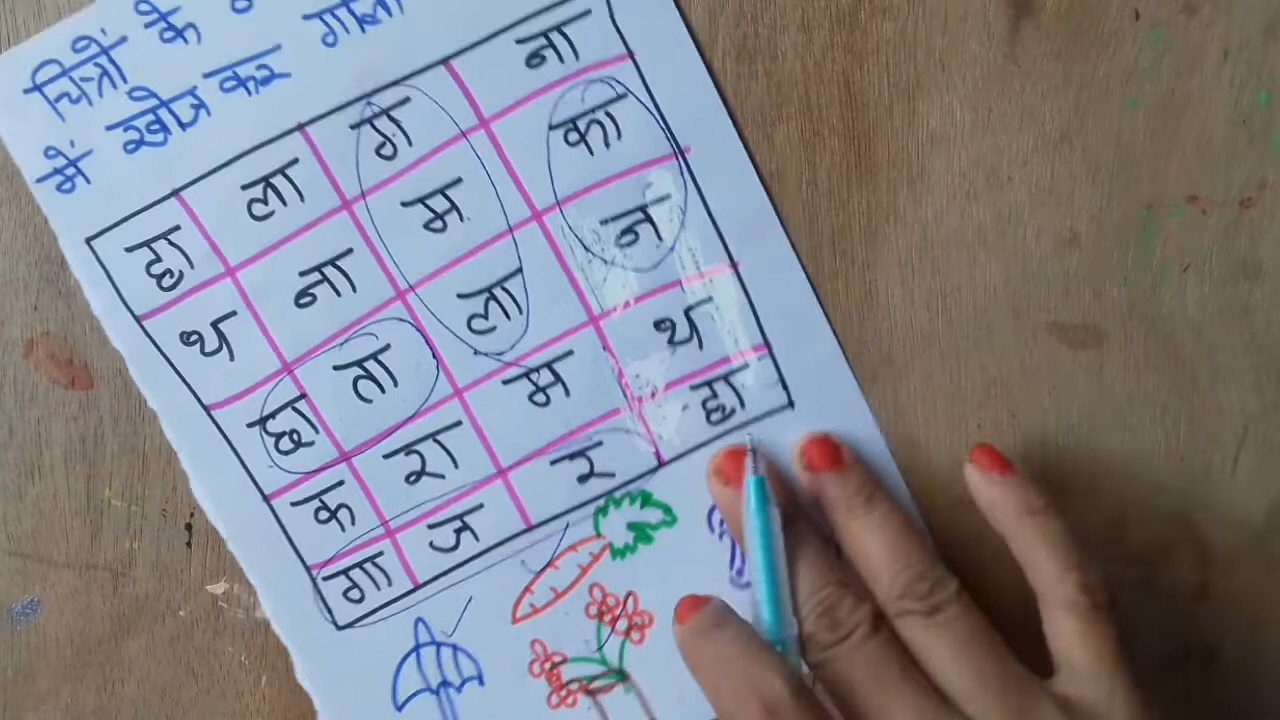 चित्रों के
में खोज कर
हा ला ग ना
थ ना म का
छा ता ला न
कि रा म थ
गा ज र हा